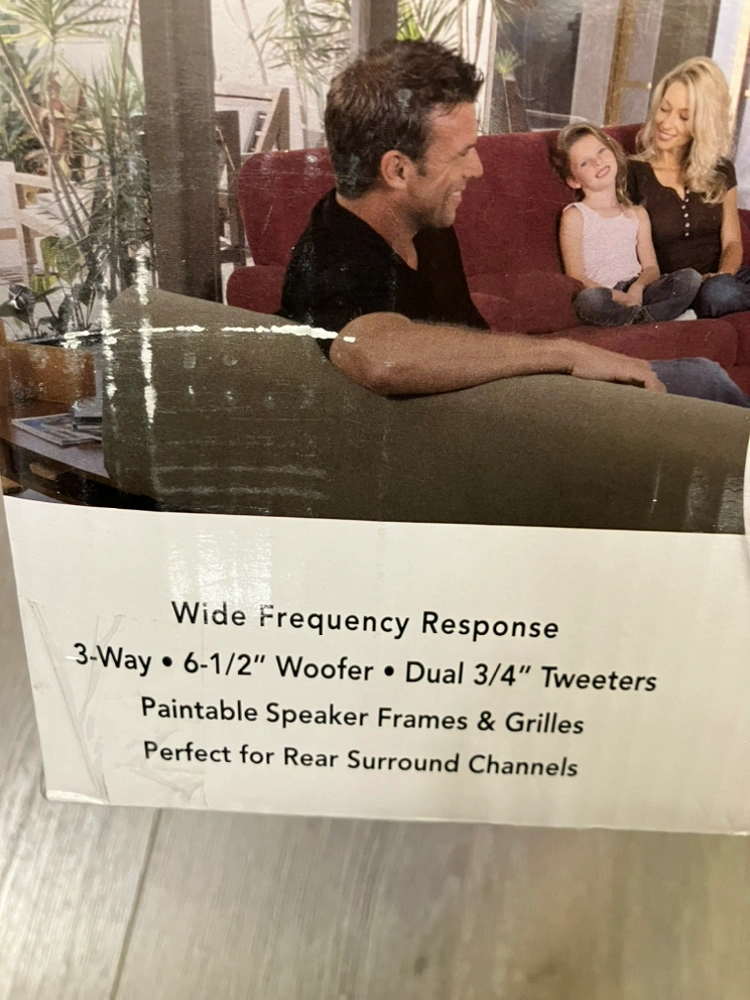 Wide Frequency Response
3-Way • 6-1/2" Woofer • Dual 3/4" Tweeters
Paintable Speaker Frames & Grilles
Perfect for Rear Surround Channels